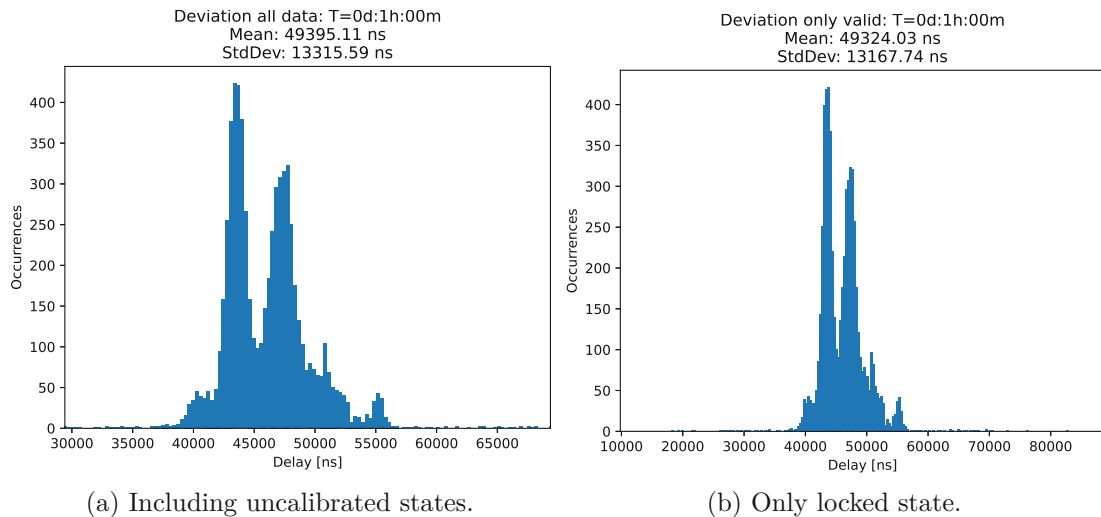 Deviation all data: T=0d:1h:00m
Mean: 49395.11 ns
StdDev: 13315.59 ns
400
350
300
250
200
150
100
50
0
Occurrences
30000 35000 40000 45000 50000 55000 60000 65000
Delay [ns]
(a) Including uncalibrated states.
Deviation only valid: T=0d:1h:00m
Mean: 49324.03 ns
StdDev: 13167.74 ns
400
350
300
250
200
150
100
50
0
Occurrences
10000 20000 30000 40000 50000 60000 70000 80000
Delay [ns]
(b) Only locked state.